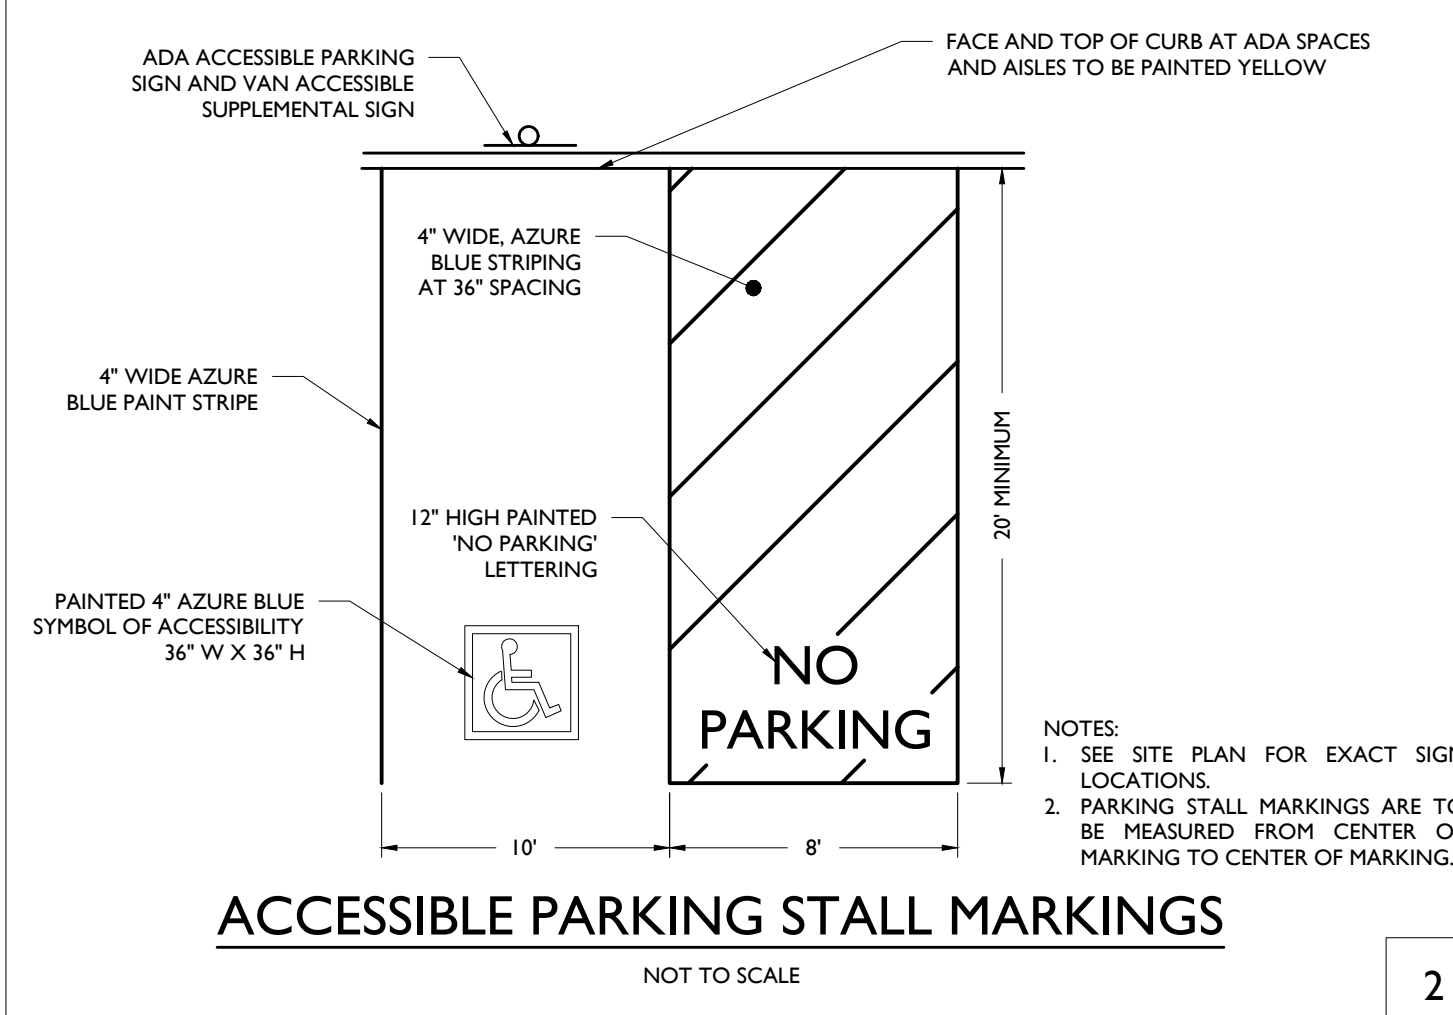 ADA ACCESSIBLE PARKING
SIGN AND VAN ACCESSIBLE
SUPPLEMENTAL SIGN
FACE AND TOP OF CURB AT ADA SPACES
AND AISLES TO BE PAINTED YELLOW
4" WIDE, AZURE
BLUE STRIPING
AT 36" SPACING
4" WIDE AZURE
BLUE PAINT STRIPE
20' MINIMUM
12" HIGH PAINTED
'NO PARKING'
LETTERING
PAINTED 4" AZURE BLUE
SYMBOL OF ACCESSIBILITY
36" W X 36" H
NO
PARKING
NOTES:
1. SEE SITE PLAN FOR EXACT SIGN
LOCATIONS.
2. PARKING STALL MARKINGS ARE TO
BE MEASURED FROM CENTER O
MARKING TO CENTER OF MARKING.
10'
8'
ACCESSIBLE PARKING STALL MARKINGS
NOT TO SCALE
2